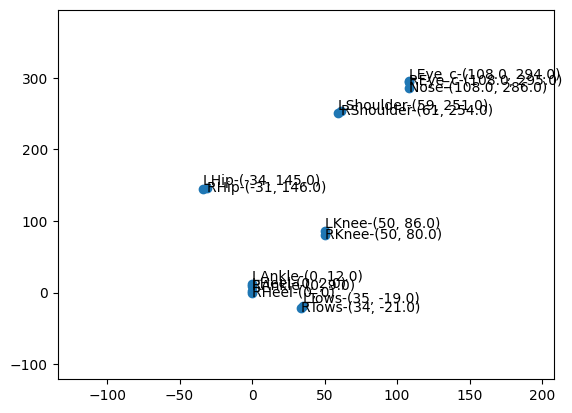 300
200
100
0
−100
−100
−50
0
50
100
150
200
LEye_c-(108.0, 294.0)
REye_c-(108.0, 295.0)
Nose-(108.0, 286.0)
LShoulder-(59, 251.0)
RShoulder-(61, 254.0)
LHip-(-34, 145.0)
RHip-(-31, 146.0)
LKnee-(50, 86.0)
RKnee-(50, 80.0)
LAnkle-(0, 12.0)
RHeel-(0, 0)
LTows-(35, -19.0)
RTows-(34, -21.0)